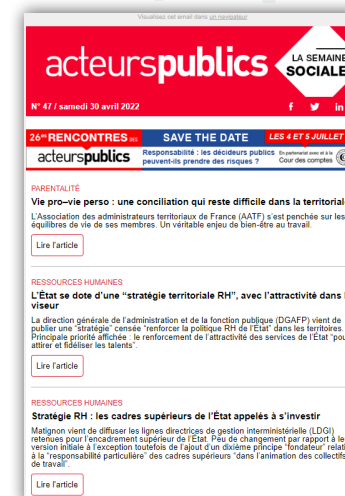 Visualisez cet email dans un navigateur
acteurspublics
LA SEMAINE
SOCIALE
N° 47 / samedi 30 avril 2022
f in
26es RENCONTRES DES
acteurspublics
SAVE THE DATE
LES 4 ET 5 JUILLET
Responsabilité : les décideurs publics
peuvent-ils prendre des risques ?
En partenariat avec et à la
Cour des comptes
PARENTALITÉ
Vie pro–vie perso : une conciliation qui reste difficile dans la territorial
L'Association des administrateurs territoriaux de France (AATF) s'est penchée sur les
équilibres de vie de ses membres. Un véritable enjeu de bien-être au travail.
Lire l'article
RESSOURCES HUMAINES
L'État se dote d'une “stratégie territoriale RH”, avec l'attractivité dans
viseur
La direction générale de l'administration et de la fonction publique (DGAFP) vient de
publier une “stratégie” censée “renforcer la politique RH de l'État” dans les territoires.
Principale priorité affichée : le renforcement de l'attractivité des services de l'État “pou
attirer et fidéliser les talents”.
Lire l'article
RESSOURCES HUMAINES
Stratégie RH : les cadres supérieurs de l'État appelés à s'investir
Matignon vient de diffuser les lignes directrices de gestion interministérielle (LDGI)
retenues pour l'encadrement supérieur de l'État. Peu de changement par rapport à le
version initiale à l'exception toutefois de l'ajout d'un dixième principe “fondateur” relati
à la “responsabilité particulière” des cadres supérieurs “dans l'animation des collectifs
de travail”.
Lire l'article